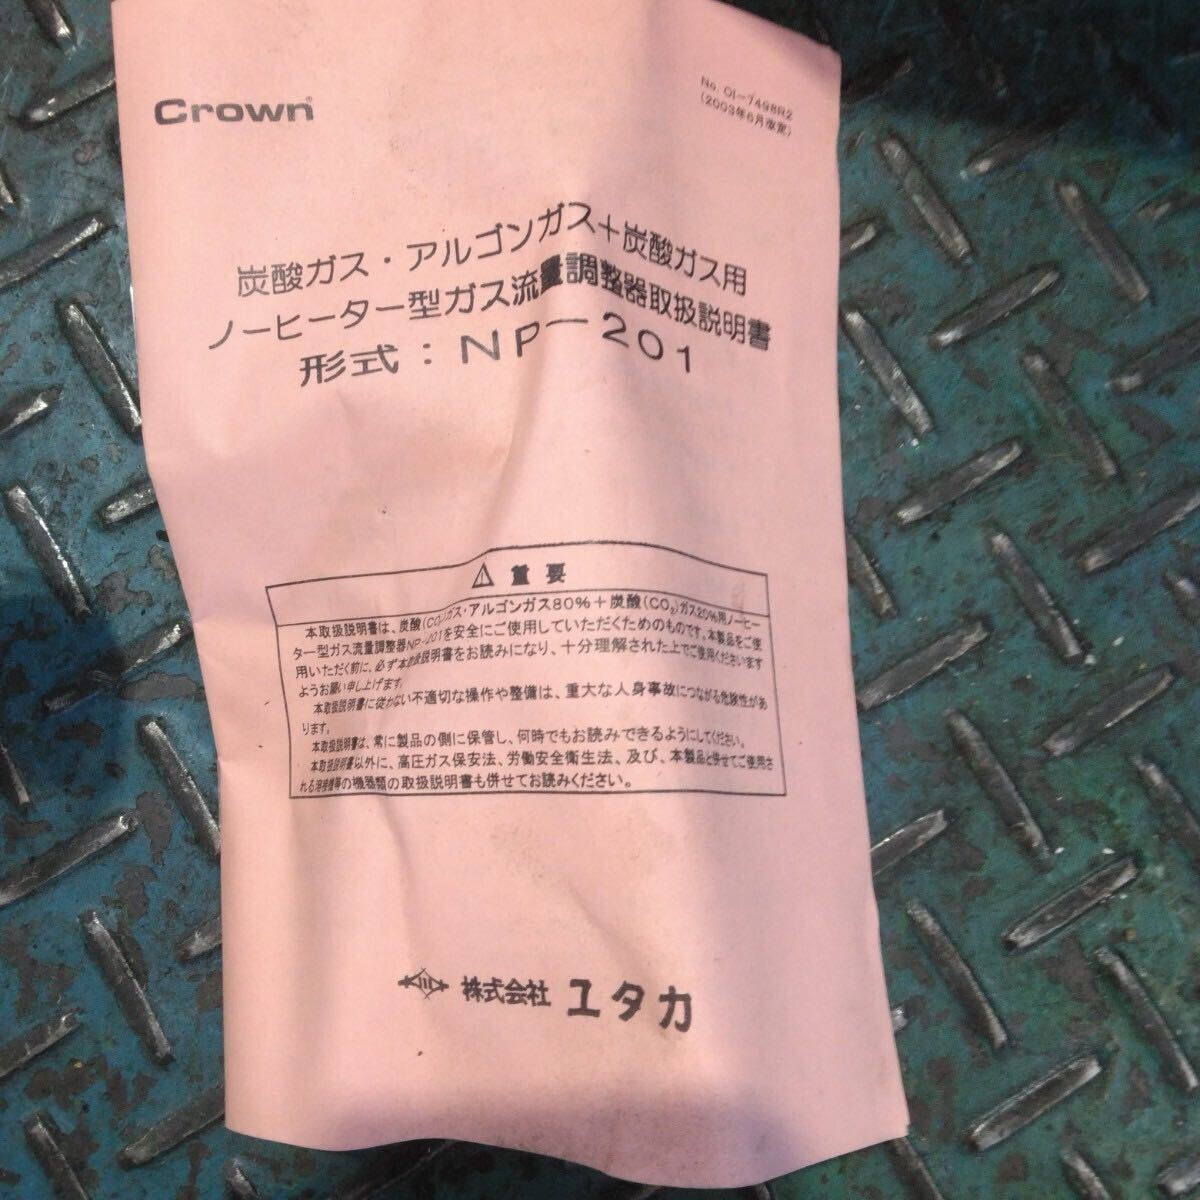 Crown
No. OI-7498R2
(2003年6月改定)
炭酸ガス・アルゴンガス+炭酸ガス用
ノーヒーター型ガス流量調整器取扱説明書
形式:NP-201
⚠ 重要
本取扱説明書は、炭酸(CO₂)ガス・アルゴンガス80%+炭酸(CO₂)ガス20%用ノーヒー
ター型ガス流量調整器NP-201を安全にご使用していただくためのものです。本製品をご使
用いただく前に、必ず本取扱説明書をお読みになり、十分理解された上でご使用くださいます
ようお願い申し上げます。
本取扱説明書に従わない不適切な操作や整備は、重大な人身事故につながる危険性があ
ります。
本取扱説明書は、常に製品の側に保管し、何時でもお読みできるようにしてください。
本取扱説明書以外に、高圧ガス保安法、労働安全衛生法、及び、本製品と併せてご使用さ
れる溶接機等の機器類の取扱説明書も併せてお読みください。
株式会社 ユタカ